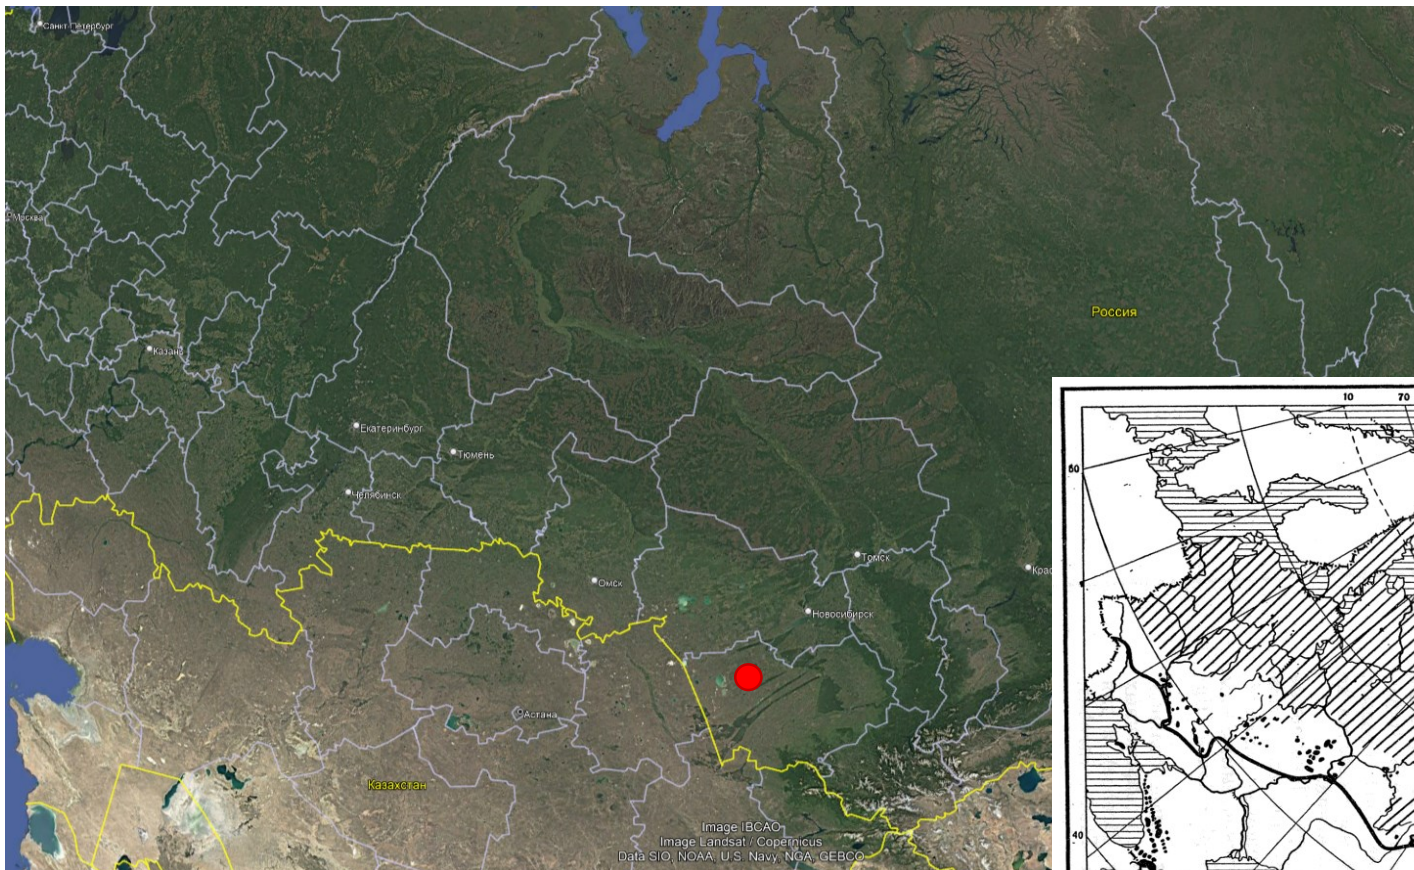 Санкт-Петербург
Москва
Россия
Казань
Екатеринбург
Тюмень
Челябинск
Омск
Томск
Крас
Новосибирск
Астана
Казахстан
Image IBCAO
Image Landsat / Copernicus
Data SIO, NOAA, U.S. Navy, NGA, GEBCO
10 70
50
40